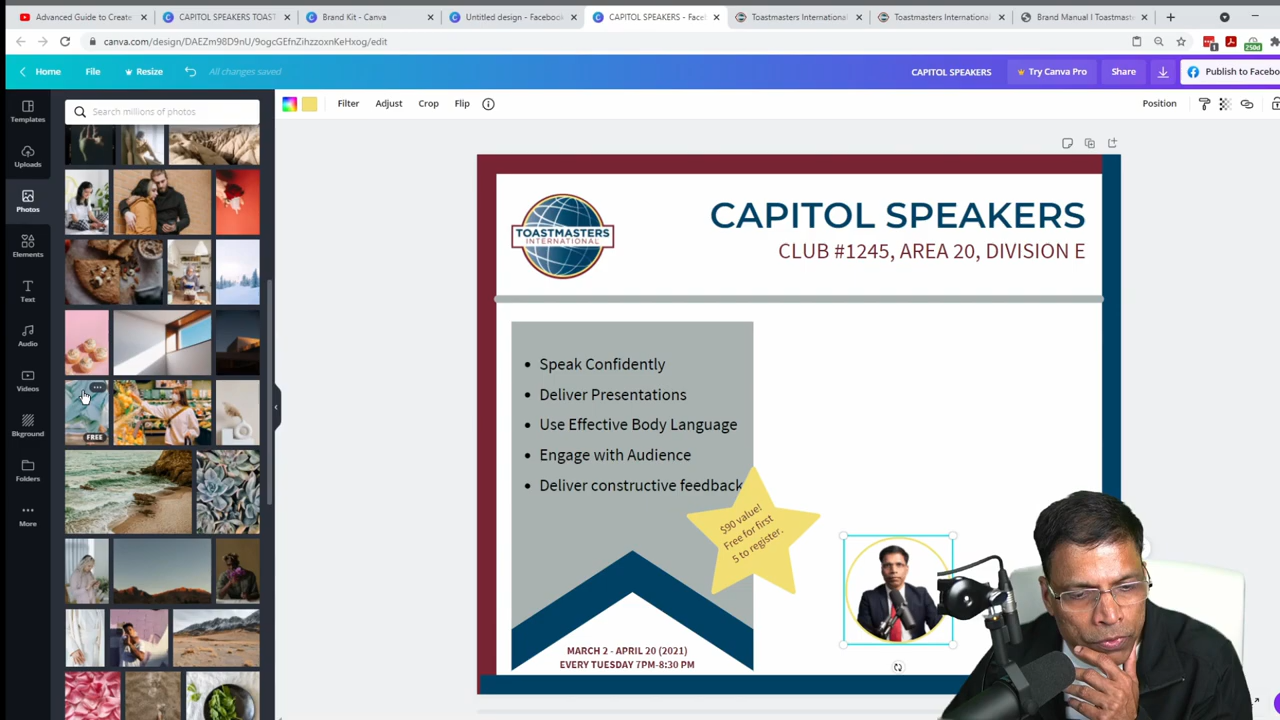 Advanced Guide to Create
CAPITOL SPEAKERS TOAST
Brand Kit - Canva
Untitled design - Facebook
CAPITOL SPEAKERS - Fac
Toastmasters International
Toastmasters International
Brand Manual | Toastmaste
canva.com/design/DAEZm98D9nU/9ogcGEfnZihzzoxnKeHxog/edit
Home
File
Resize
All changes saved
CAPITOL SPEAKERS
Try Canva Pro
Share
Publish to Facebo
Templates
Uploads
Photos
Elements
Text
Audio
Videos
Bkground
Folders
More
Search millions of photos
FREE
Filter
Adjust
Crop
Flip
Position
TOASTMASTERS
INTERNATIONAL
CAPITOL SPEAKERS
CLUB #1245, AREA 20, DIVISION E
• Speak Confidently
• Deliver Presentations
• Use Effective Body Language
• Engage with Audience
• Deliver constructive feedback
$90 value!
Free for first
5 to register.
MARCH 2 - APRIL 20 (2021)
EVERY TUESDAY 7PM-8:30 PM